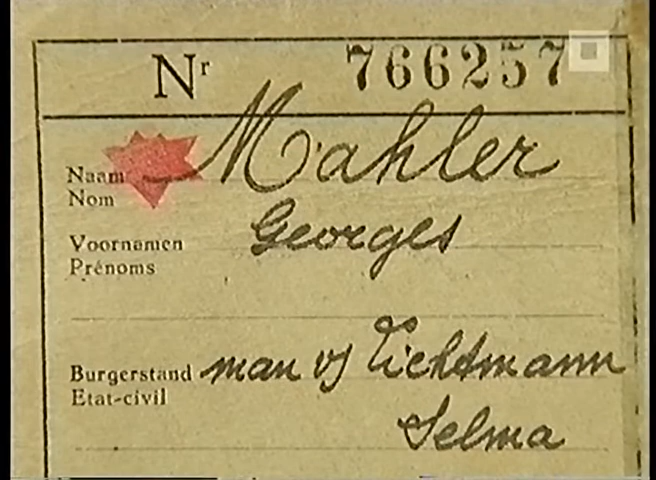 Nr 766257
Naam Mahler
Nom
Voornamen Georges
Prénoms
Burgerstand man v/ Lichtmann
Etat-civil
Selma